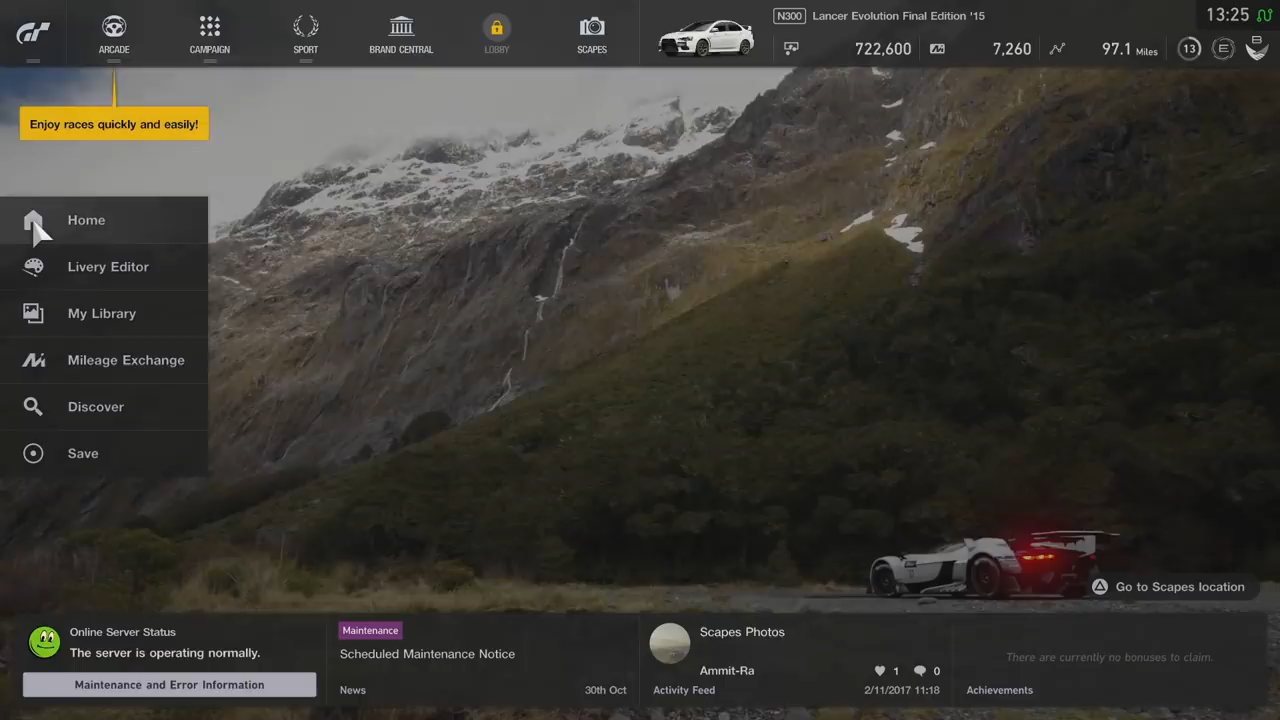 GT
ARCADE
CAMPAIGN
SPORT
BRAND CENTRAL
LOBBY
SCAPES
N300 Lancer Evolution Final Edition '15
722,600
7,260
97.1 Miles
13
E
B
13:25
Enjoy races quickly and easily!
Home
Livery Editor
My Library
Mileage Exchange
Discover
Save
Go to Scapes location
Online Server Status
The server is operating normally.
Maintenance and Error Information
Maintenance
Scheduled Maintenance Notice
News 30th Oct
Scapes Photos
Ammit-Ra 1 0
Activity Feed 2/11/2017 11:18
There are currently no bonuses to claim.
Achievements